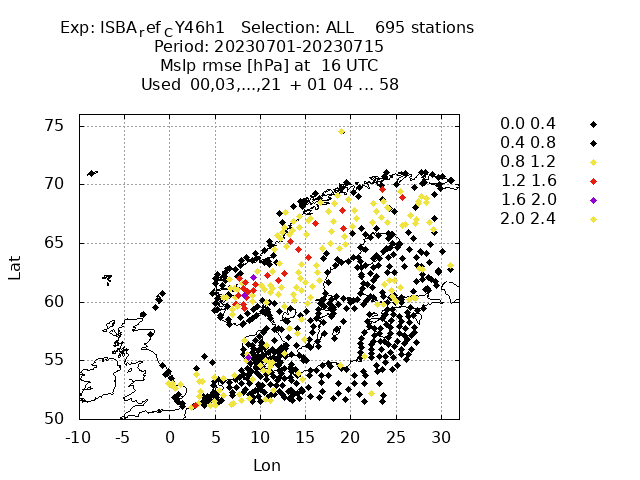 Exp: ISBA_ref_CY46h1 Selection: ALL 695 stations
Period: 20230701-20230715
Mslp rmse [hPa] at 16 UTC
Used 00,03,...,21 + 01 04 ... 58
0.0 0.4
0.4 0.8
0.8 1.2
1.2 1.6
1.6 2.0
2.0 2.4
75
70
65
60
55
50
Lat
-10 -5 0 5 10 15 20 25 30
Lon